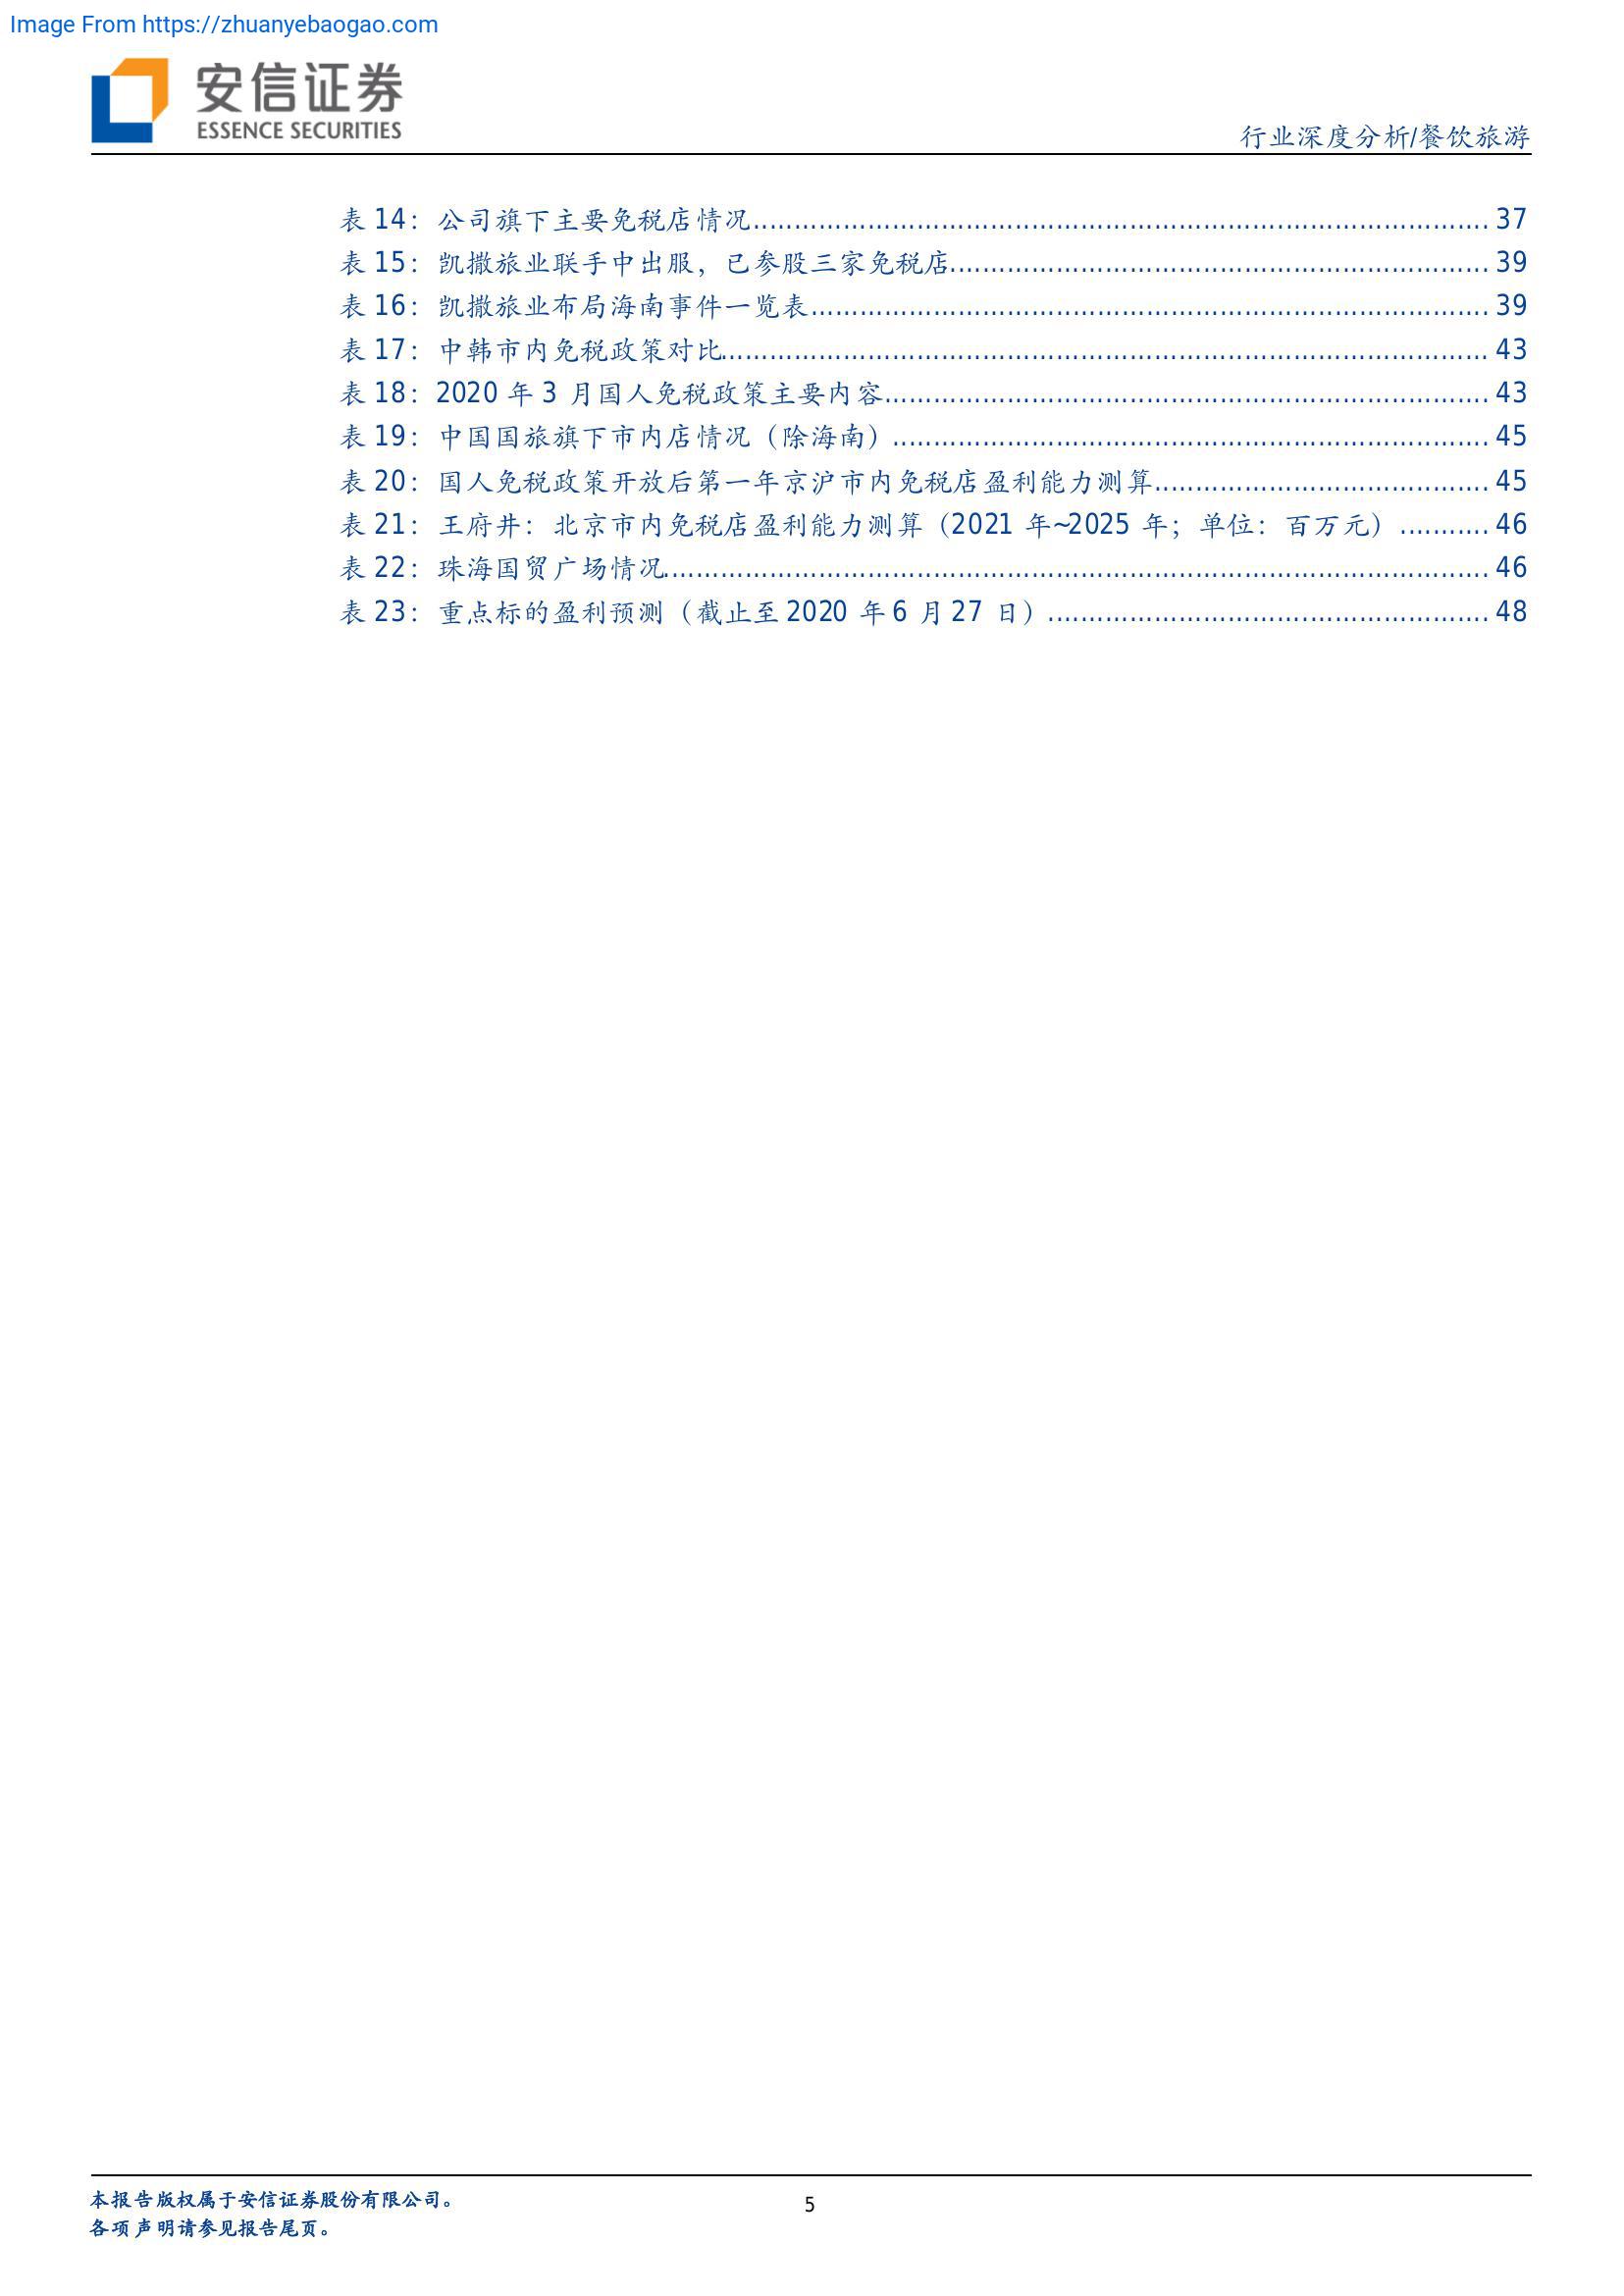 Image From https://zhuanyebaogao.com
安信证券
ESSENCE SECURITIES
行业深度分析/餐饮旅游
表 14：公司旗下主要免税店情况........................................................................................ 37
表 15：凯撒旅业联手中出服，已参股三家免税店................................................................. 39
表 16：凯撒旅业布局海南事件一览表................................................................................. 39
表 17：中韩市内免税政策对比............................................................................................ 43
表 18：2020 年 3 月国人免税政策主要内容........................................................................ 43
表 19：中国国旅旗下市内店情况（除海南）....................................................................... 45
表 20：国人免税政策开放后第一年京沪市内免税店盈利能力测算........................................ 45
表 21：王府井：北京市内免税店盈利能力测算（2021 年~2025 年；单位：百万元）........... 46
表 22：珠海国贸广场情况................................................................................................... 46
表 23：重点标的盈利预测（截止至 2020 年 6 月 27 日）..................................................... 48
本报告版权属于安信证券股份有限公司。
5
各项声明请参见报告尾页。